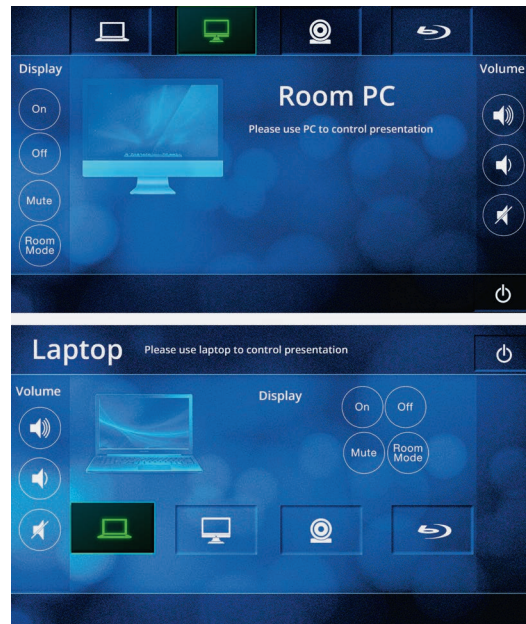 Display
Volume
Room PC
Please use PC to control presentation
On
Off
Mute
Room
Mode
Laptop
Please use laptop to control presentation
Volume
Display
On
Off
Mute
Room
Mode